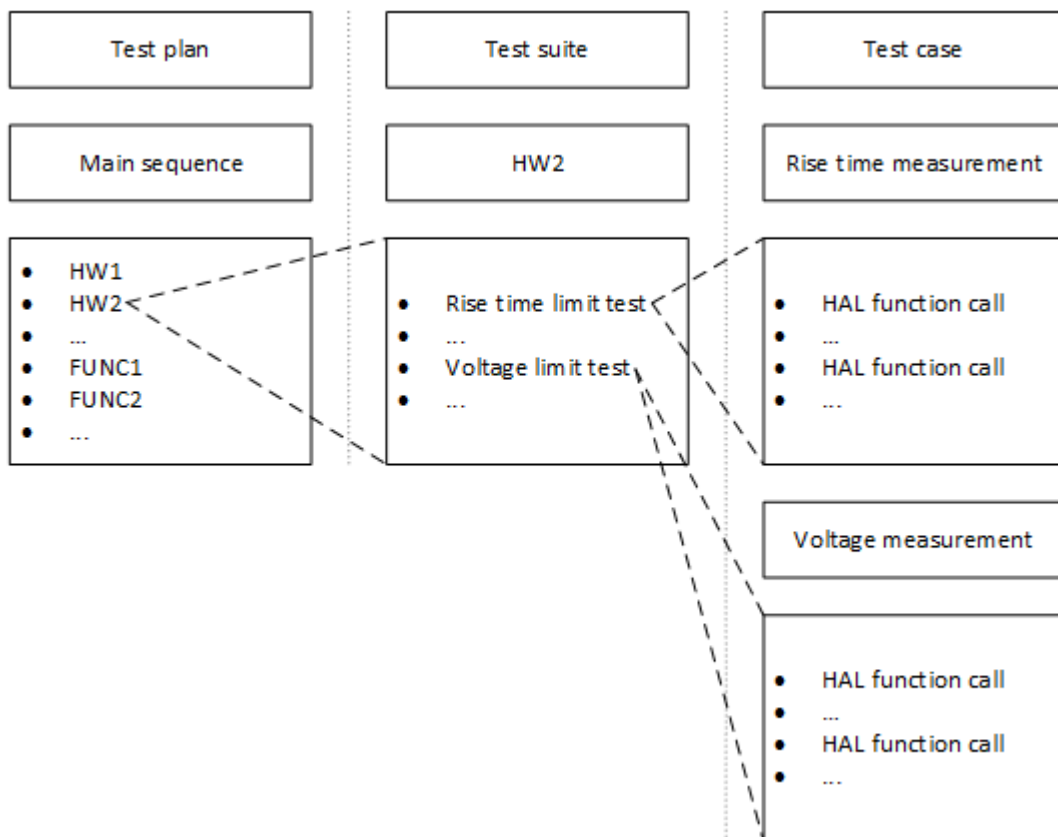 Test plan
Test suite
Test case
Main sequence
HW2
Rise time measurement
● HW1
● HW2
● ...
● FUNC1
● FUNC2
● ...
● Rise time limit test
● ...
● Voltage limit test
● ...
● HAL function call
● ...
● HAL function call
● ...
Voltage measurement
● HAL function call
● ...
● HAL function call
● ...